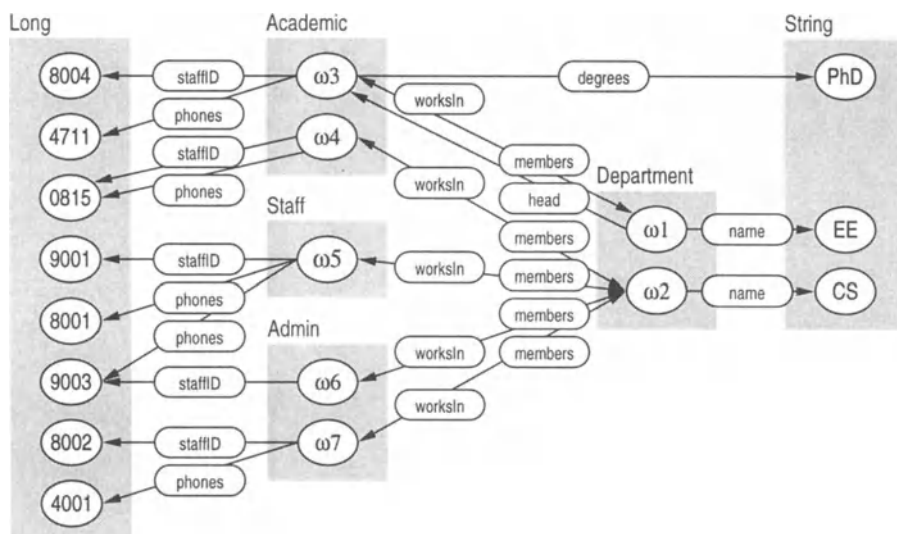 Long
Academic
String
8004
staffID
ω3
degrees
PhD
worksIn
phones
4711
ω4
staffID
members
Department
0815
phones
worksIn
head
Staff
ω1
name
EE
members
9001
staffID
ω5
worksIn
members
ω2
name
CS
phones
8001
members
Admin
phones
worksIn
members
9003
staffID
ω6
worksIn
8002
staffID
ω7
phones
4001